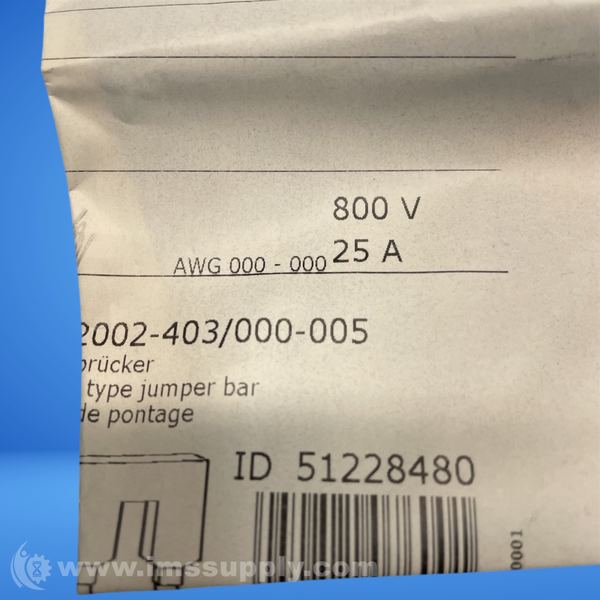 800 V
AWG 000 - 000 25 A
2002-403/000-005
brücker
type jumper bar
de pontage
ID 51228480
0001
www.imssupply.com